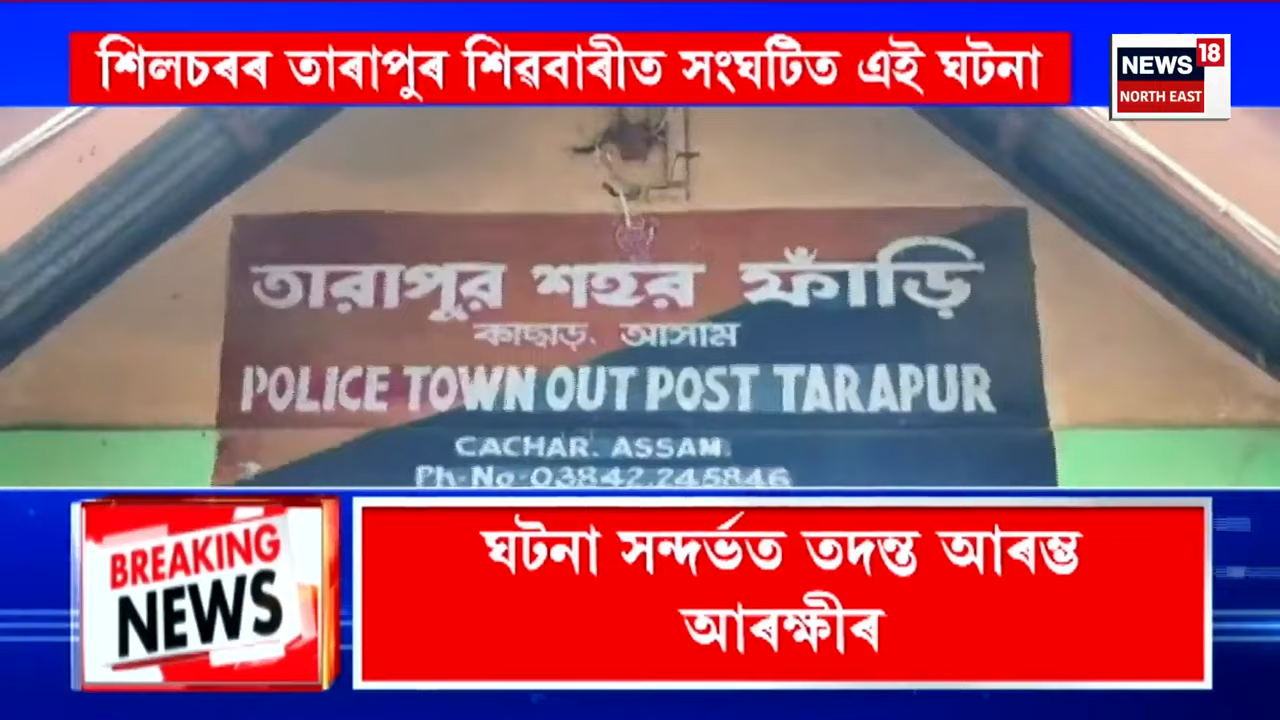 শিলচৰৰ তাৰাপুৰ শিৱবাৰীত সংঘটিত এই ঘটনা
NEWS 18
NORTH EAST
তারাপুর শহর ফাঁড়ি
কাছাড়. আসাম
POLICE TOWN OUT POST TARAPUR
CACHAR. ASSAM.
Ph-No-03842.245846
BREAKING
NEWS
ঘটনা সন্দৰ্ভত তদন্ত আৰম্ভ
আৰক্ষীৰ